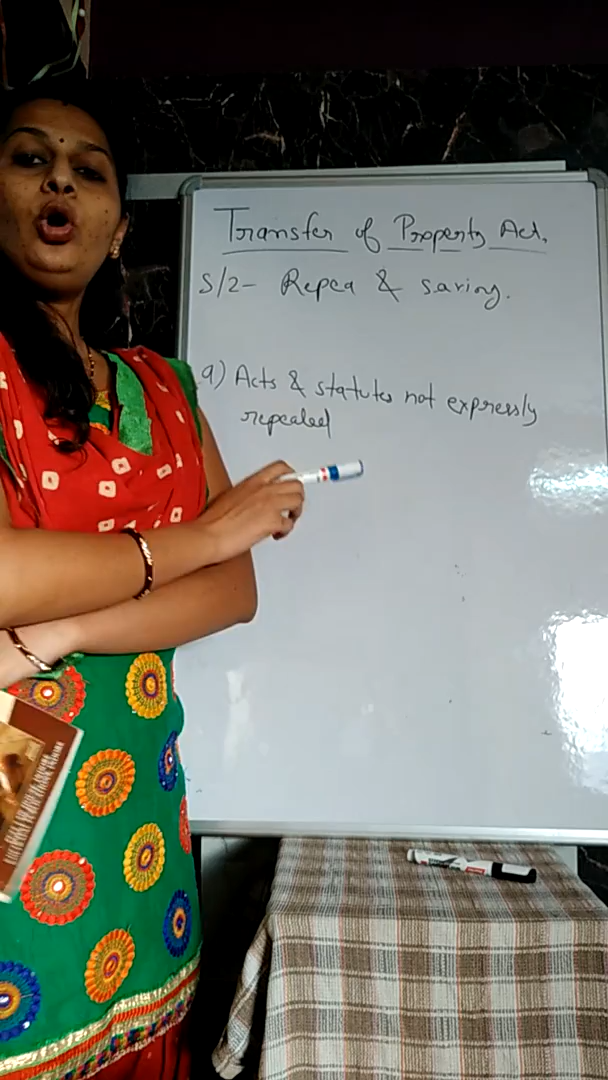 Transfer of Property Act.
S/2- Repea & saving.
a) Acts & statutes not expressly
repealed